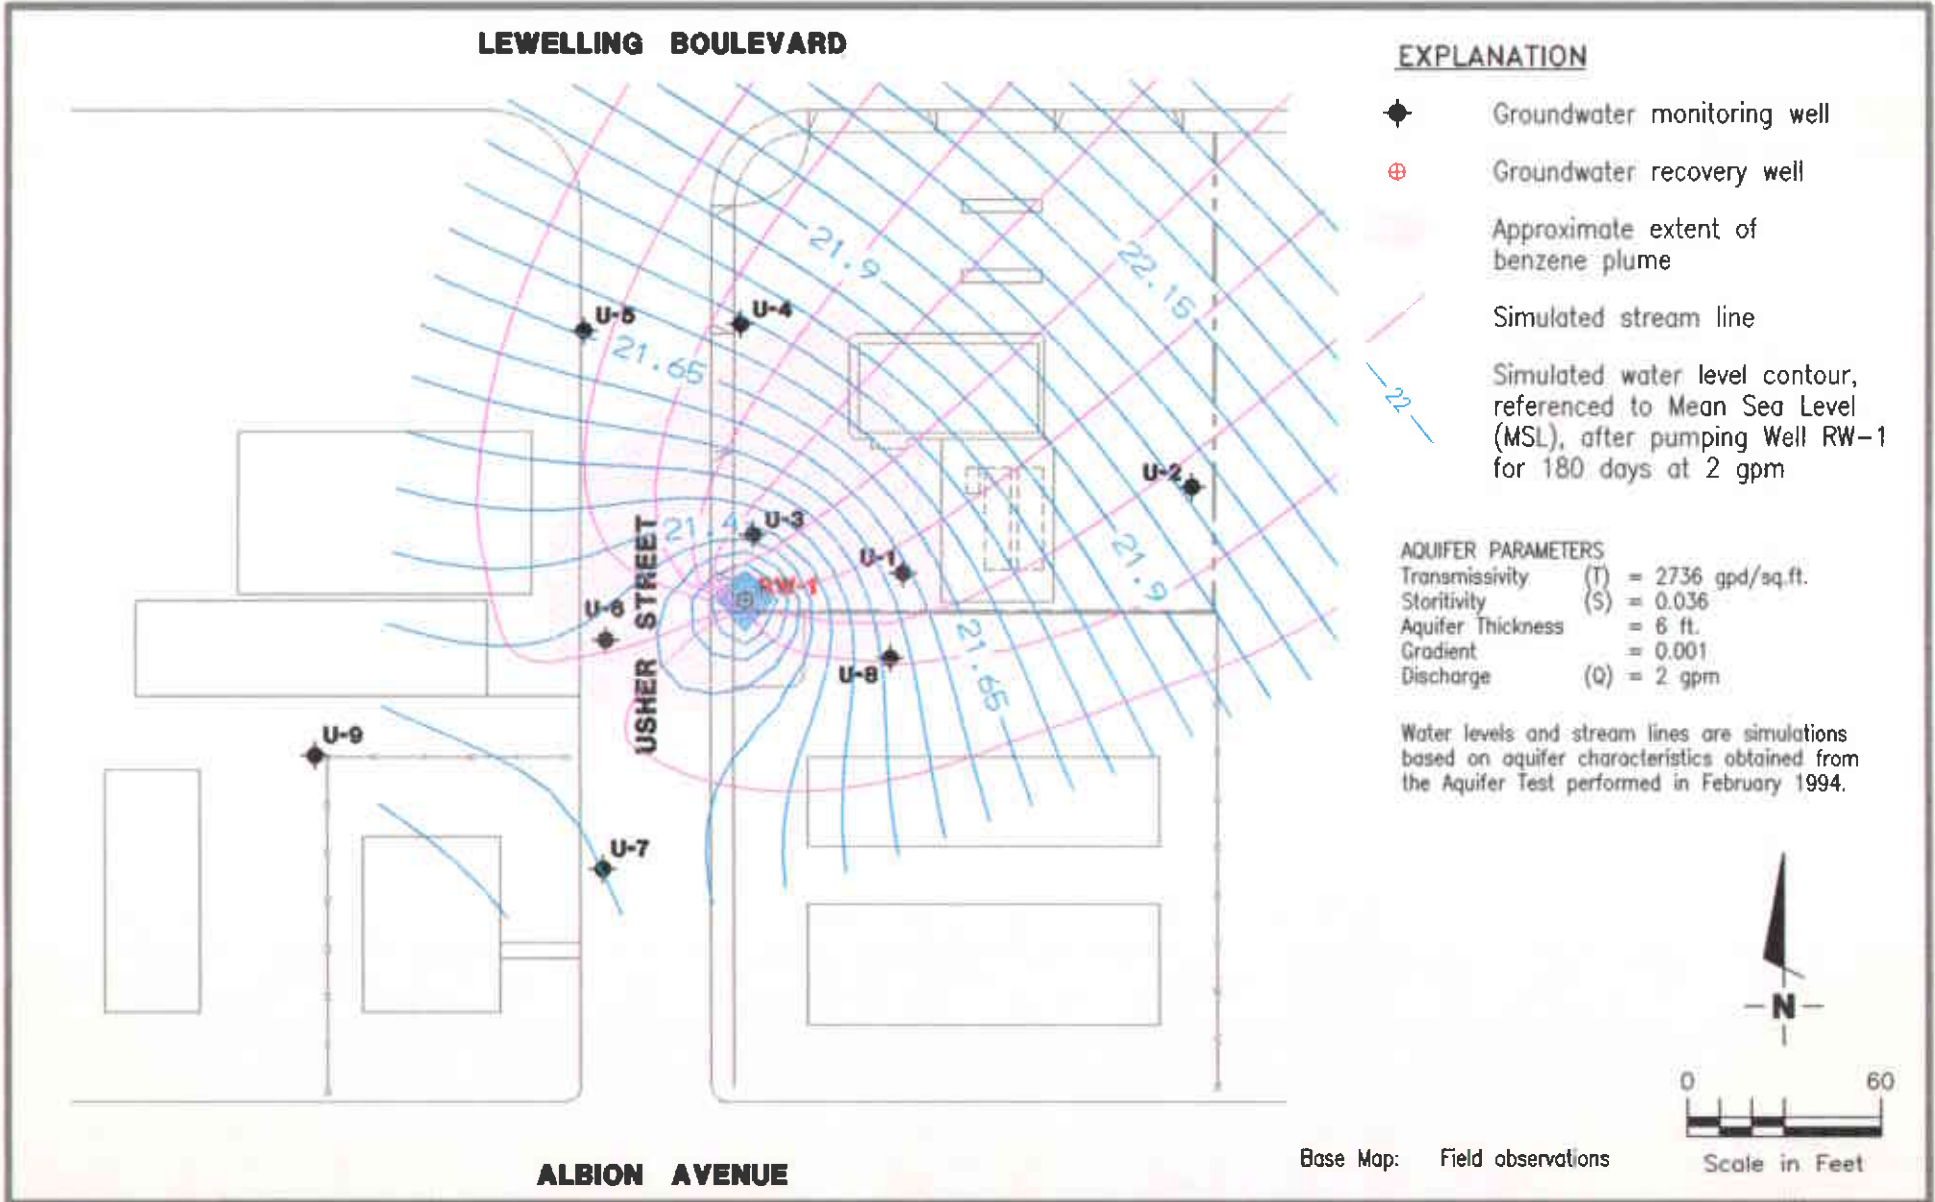 LEWELLING BOULEVARD
EXPLANATION
Groundwater monitoring well
Groundwater recovery well
Approximate extent of
benzene plume
Simulated stream line
22
Simulated water level contour,
referenced to Mean Sea Level
(MSL), after pumping Well RW-1
for 180 days at 2 gpm
AQUIFER PARAMETERS
Transmissivity (T) = 2736 gpd/sq.ft.
Storitivity (S) = 0.036
Aquifer Thickness = 6 ft.
Gradient = 0.001
Discharge (Q) = 2 gpm
Water levels and stream lines are simulations
based on aquifer characteristics obtained from
the Aquifer Test performed in February 1994.
21.9
22.15
U-5
U-4
21.65
U-2
21.4
U-3
U-1
21.9
RW-1
U-6
USHER STREET
U-8
21.65
U-9
U-7
N
0 60
Scale in Feet
Base Map: Field observations
ALBION AVENUE